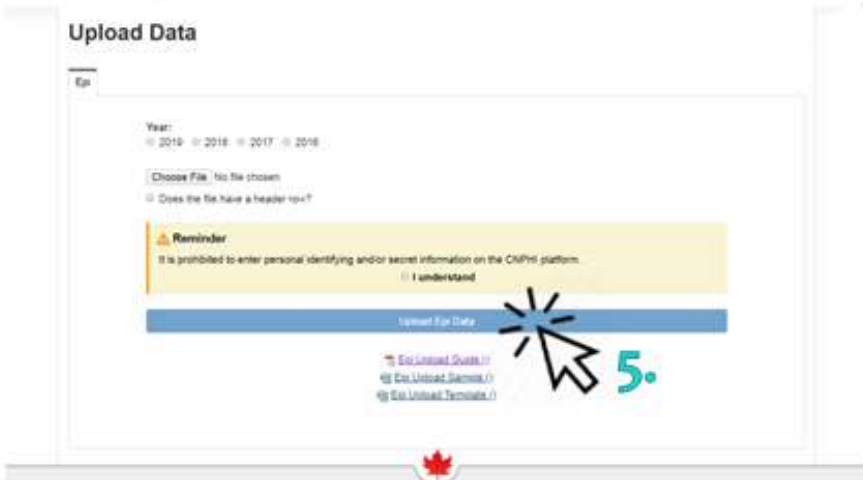 Upload Data
Epi
Year:
2019 2018 2017 2016
Choose File No file chosen
Does the file have a header row?
Reminder
It is prohibited to enter personal identifying and/or secret information on the CNPHI platform.
I understand
Upload Epi Data
Epi Upload Guide ()
Epi Upload Sample ()
Epi Upload Template ()
5.